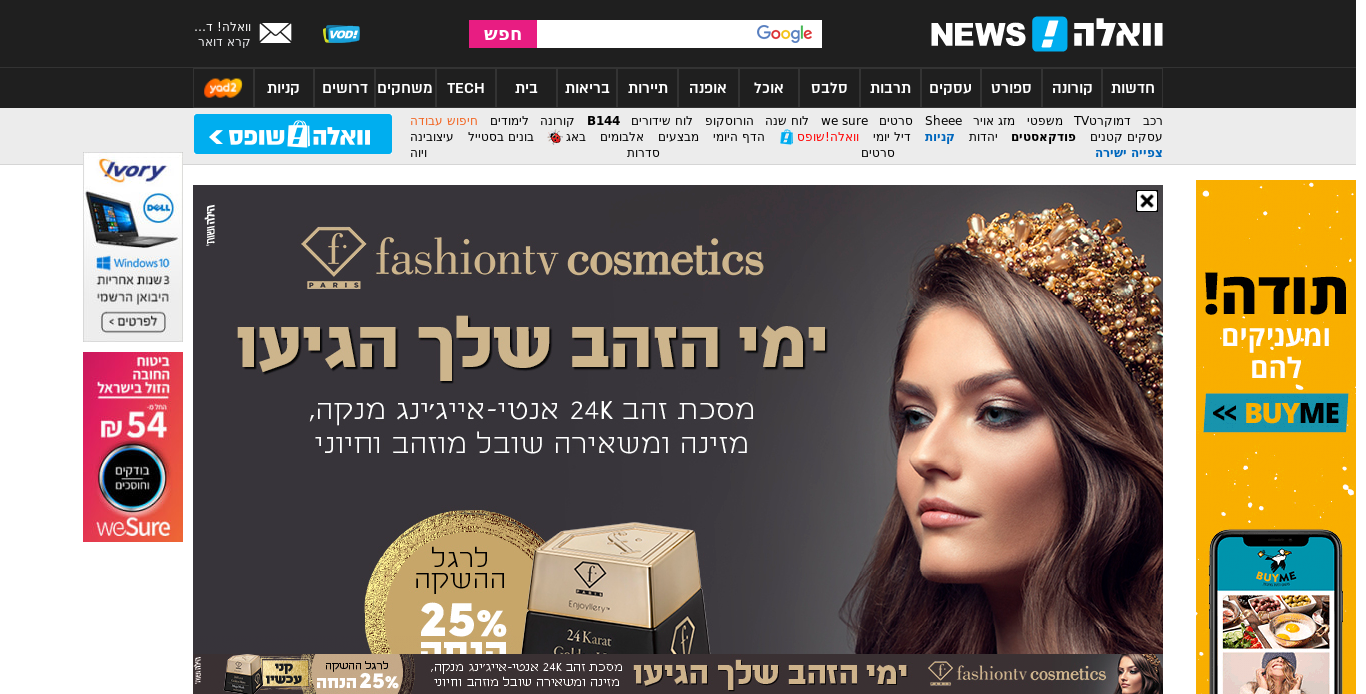 וואלה! NEWS
Google
חפש
VOD!
וואלה! ד...
קרא דואר
חדשות
קורונה
ספורט
עסקים
תרבות
סלבס
אוכל
אופנה
תיירות
בריאות
בית
TECH
משחקים
דרושים
קניות
yad2
רכב דמוקרטTV משפטי מזג אויר Sheee סרטים we sure לוח שנה הורוסקופ לוח שידורים B144 קורונה לימודים חיפוש עבודה
עסקים קטנים פודקאסטים יהדות קניות דיל יומי וואלה!שופס הדף היומי מבצעים אלבומים באג בונים בסטייל עיצובינה
צפייה ישירה סרטים סדרות ויוה
וואלה! שופס
Ivory
DELL
Windows 10
3 שנות אחריות
היבואן הרשמי
לפרטים >
ביטוח
החובה
הזול בישראל
החל מ-
54 ₪
בודקים
וחוסכים
weSure
fashiontv cosmetics
f.
PARIS
ימי הזהב שלך הגיעו
מסכת זהב 24K אנטי-אייג'ינג מנקה,
מזינה ומשאירה שובל מוזהב וחיוני
לרגל
ההשקה
25%
הנחה
f
PARIS
Enjoyllery™
24 Karat
תודה!
ומעניקים
להם
BUYME >>
BUYME
fashiontv cosmetics
ימי הזהב שלך הגיעו
מסכת זהב 24K אנטי-אייג'ינג מנקה,
מזינה ומשאירה שובל מוזהב וחיוני
לרגל ההשקה
25% הנחה
קני
עכשיו